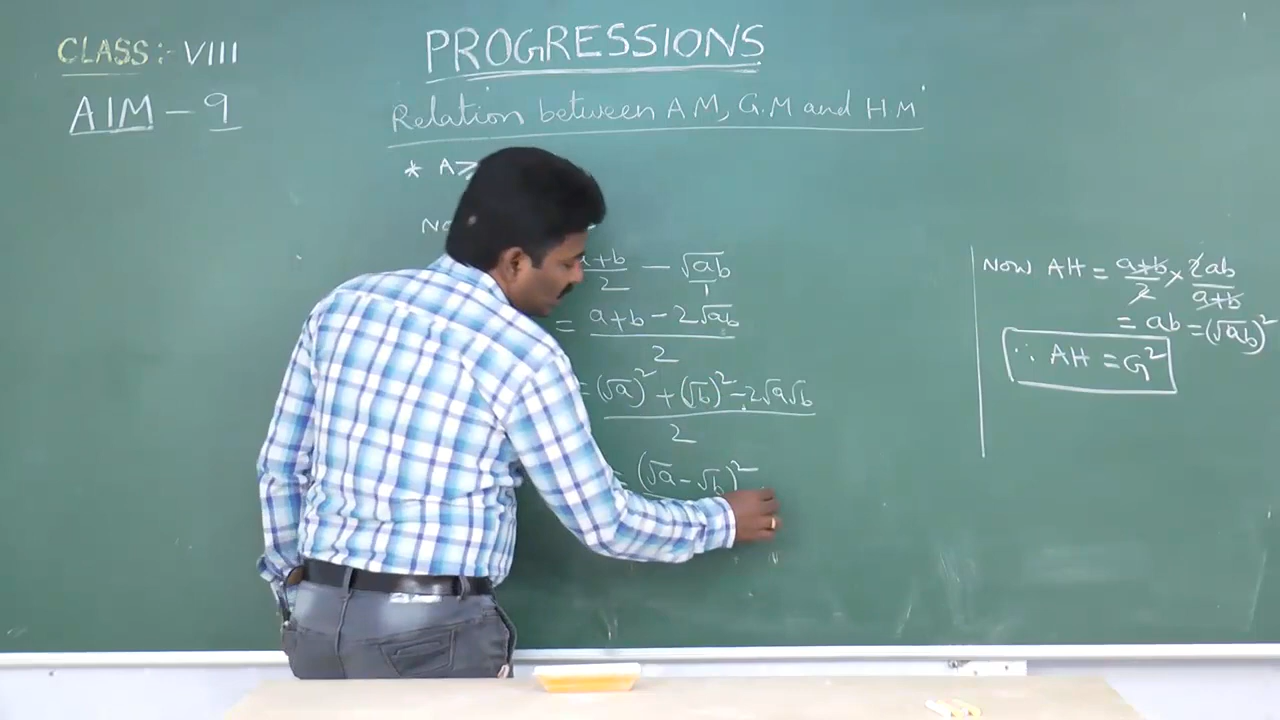 CLASS:- VIII
PROGRESSIONS
AIM - 9
Relation between A M, G.M and H.M
* A ≥
a+b/2 - √ab/1
= a+b - 2√ab / 2
= (√a)² + (√b)² - 2√a√b / 2
= (√a - √b)²
Now AH = a+b/2 × 2ab/a+b
= ab = (√ab)²
∴ AH = G²